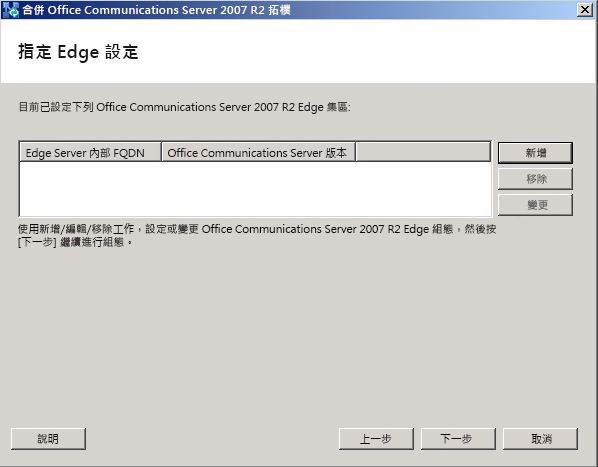 合併 Office Communications Server 2007 R2 拓樸
指定 Edge 設定
目前已設定下列 Office Communications Server 2007 R2 Edge 集區:
Edge Server 內部 FQDN Office Communications Server 版本
新增
移除
變更
使用新增/編輯/移除工作，設定或變更 Office Communications Server 2007 R2 Edge 組態，然後按
[下一步] 繼續進行組態。
說明 上一步 下一步 取消